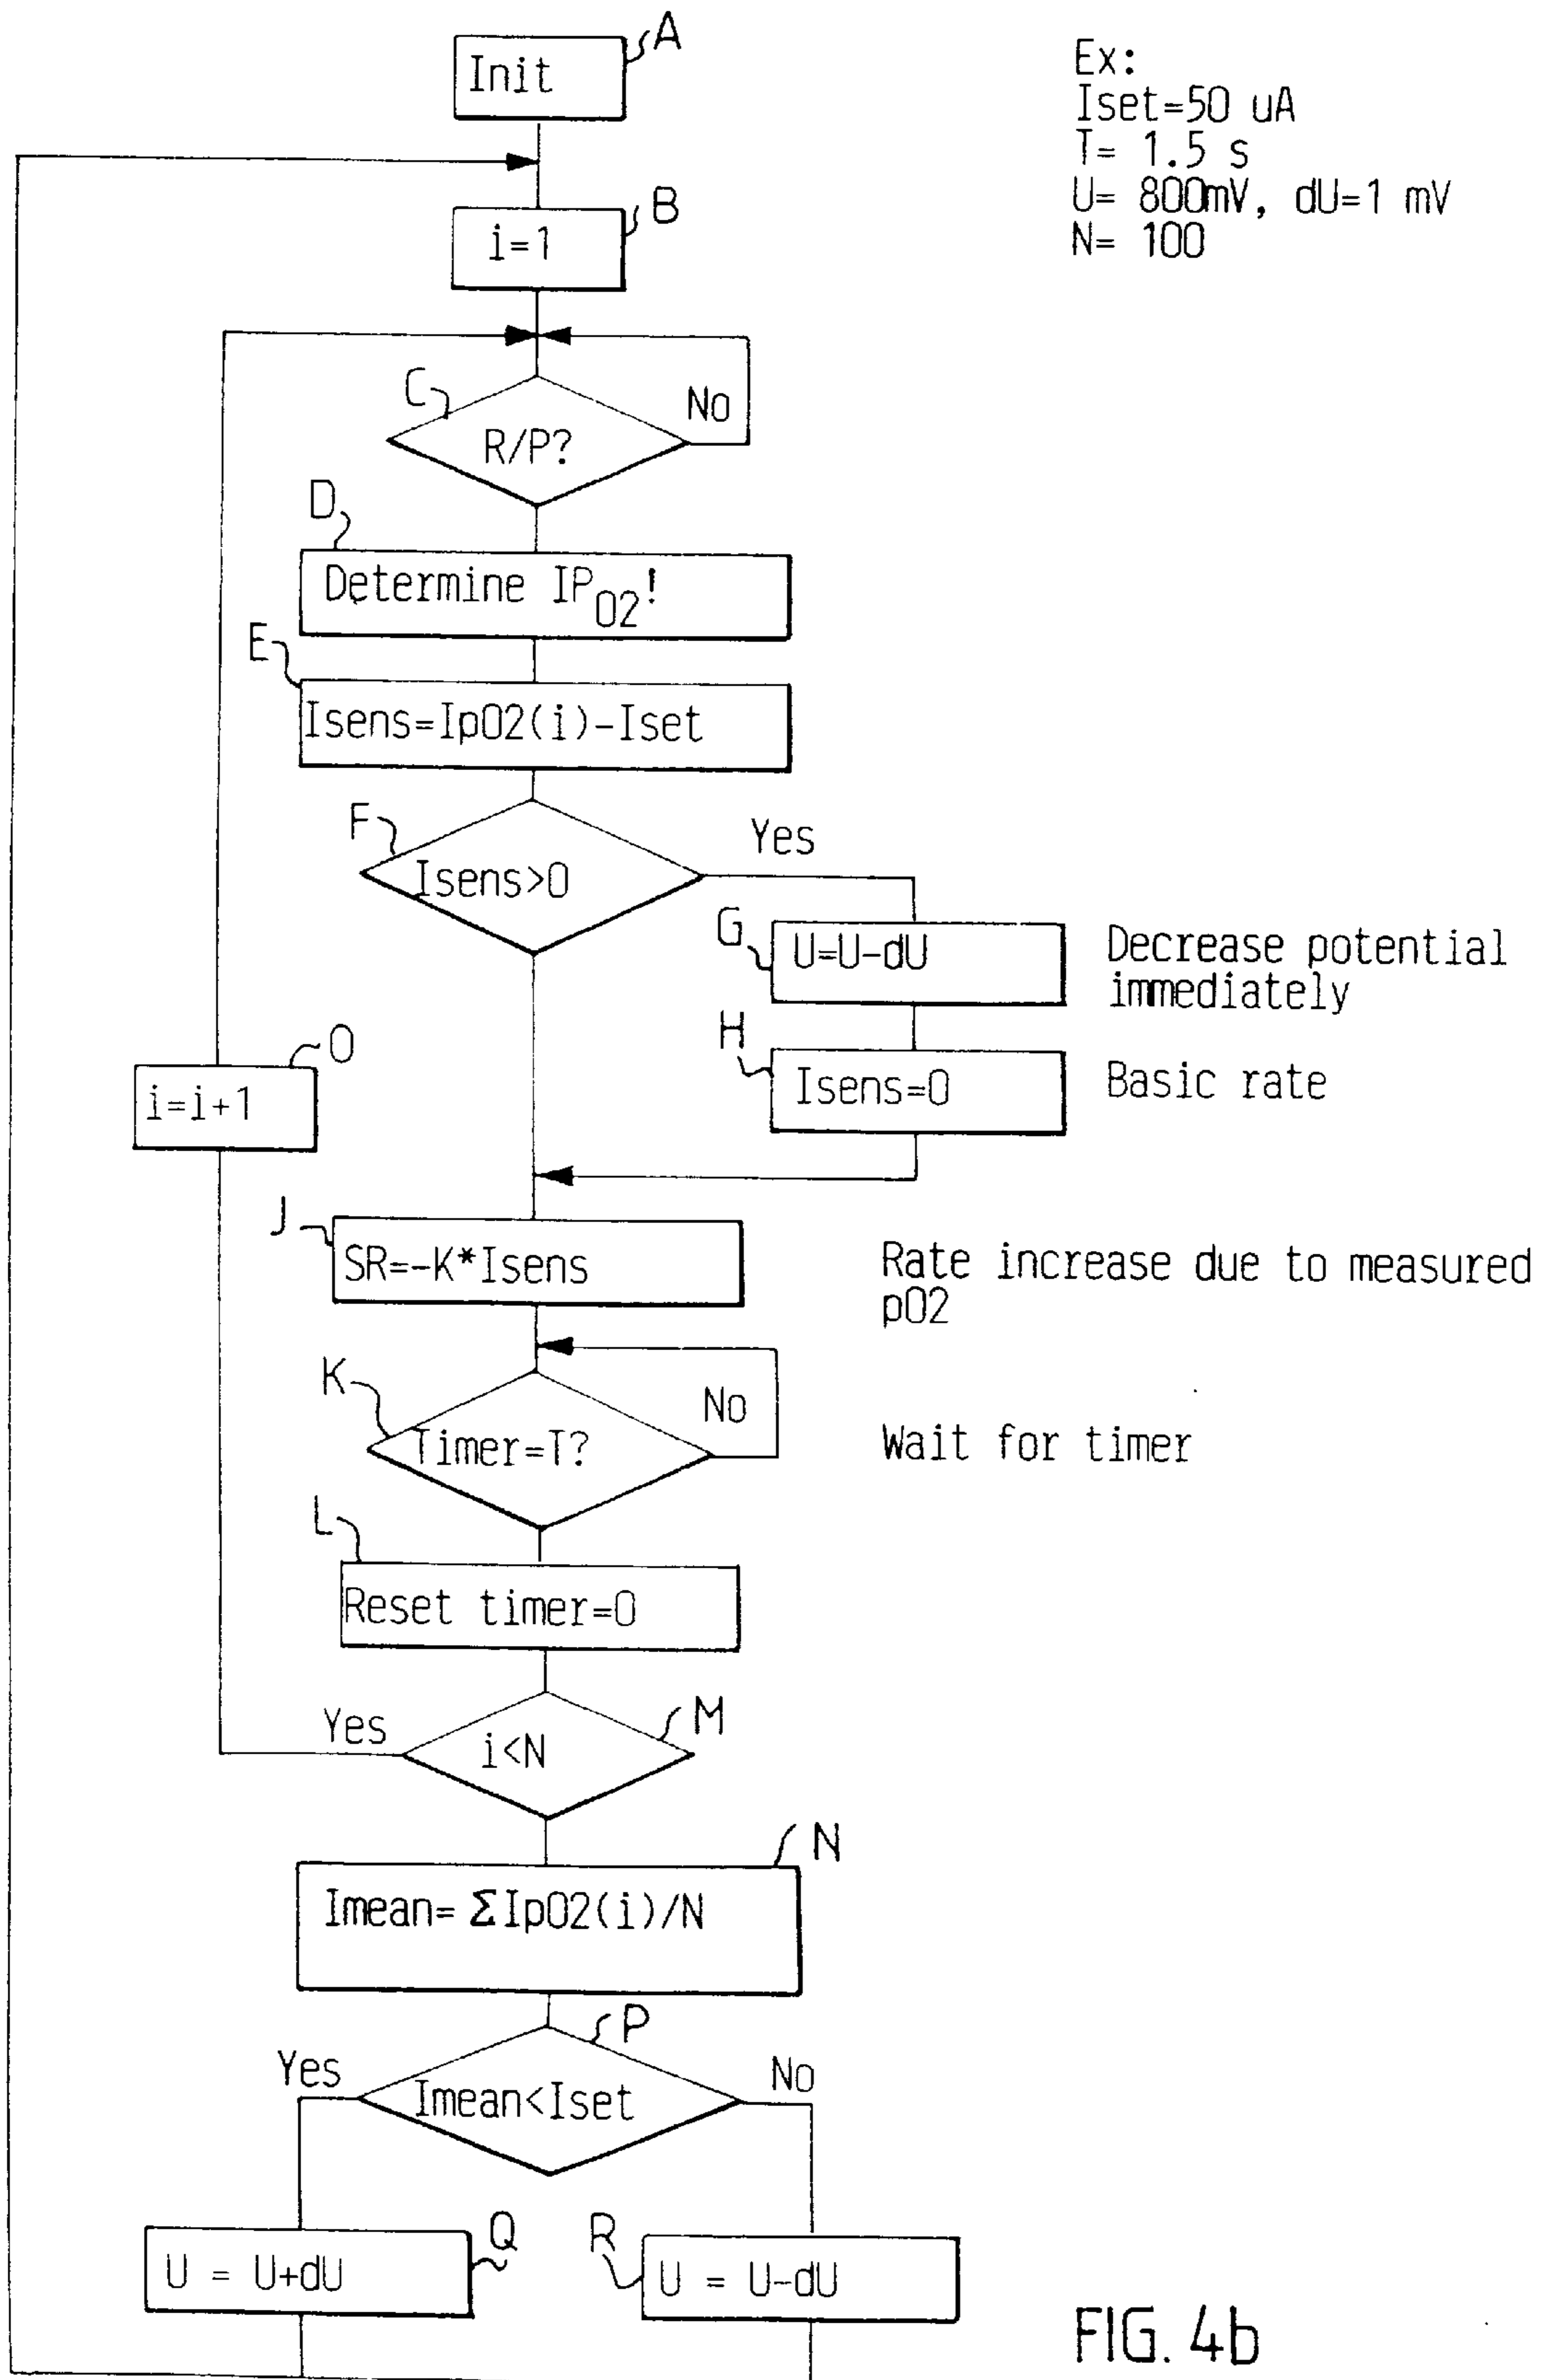 A
Init
Ex:
Iset=50 uA
T= 1.5 s
U= 800mV, dU=1 mV
N= 100
B
i=1
C
No
R/P?
D
Determine IPO2!
E
Isens=IpO2(i)-Iset
F
Yes
Isens>0
G
U=U-dU
Decrease potential
immediately
H
Isens=0
Basic rate
O
i=i+1
J
SR=-K*Isens
Rate increase due to measured
pO2
K
No
Timer=T?
Wait for timer
L
Reset timer=0
M
Yes
i<N
N
Imean= ΣIpO2(i)/N
P
Yes
No
Imean<Iset
Q
U = U+dU
R
U = U-dU
FIG. 4b